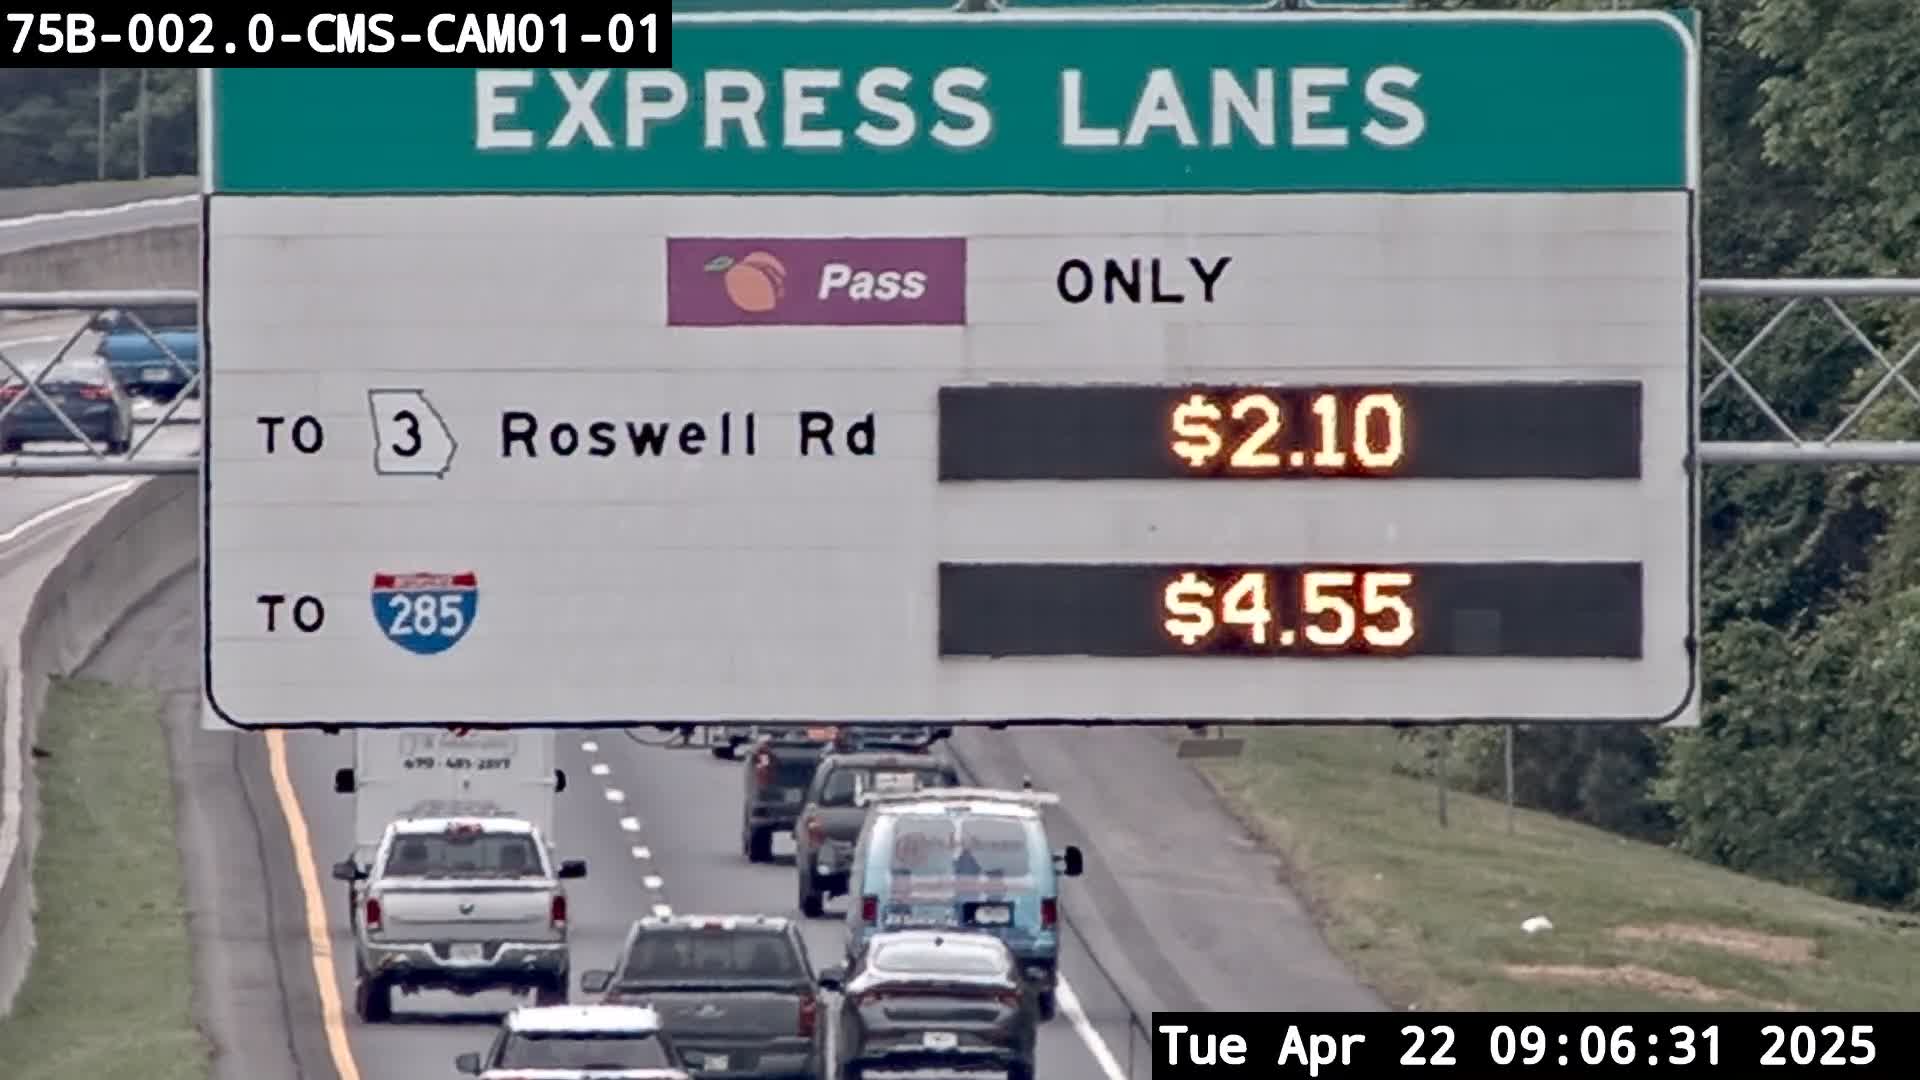 75B-002.0-CMS-CAM01-01
EXPRESS LANES
Pass ONLY
TO 3 Roswell Rd $2.10
TO INTERSTATE 285 $4.55
Tue Apr 22 09:06:31 2025